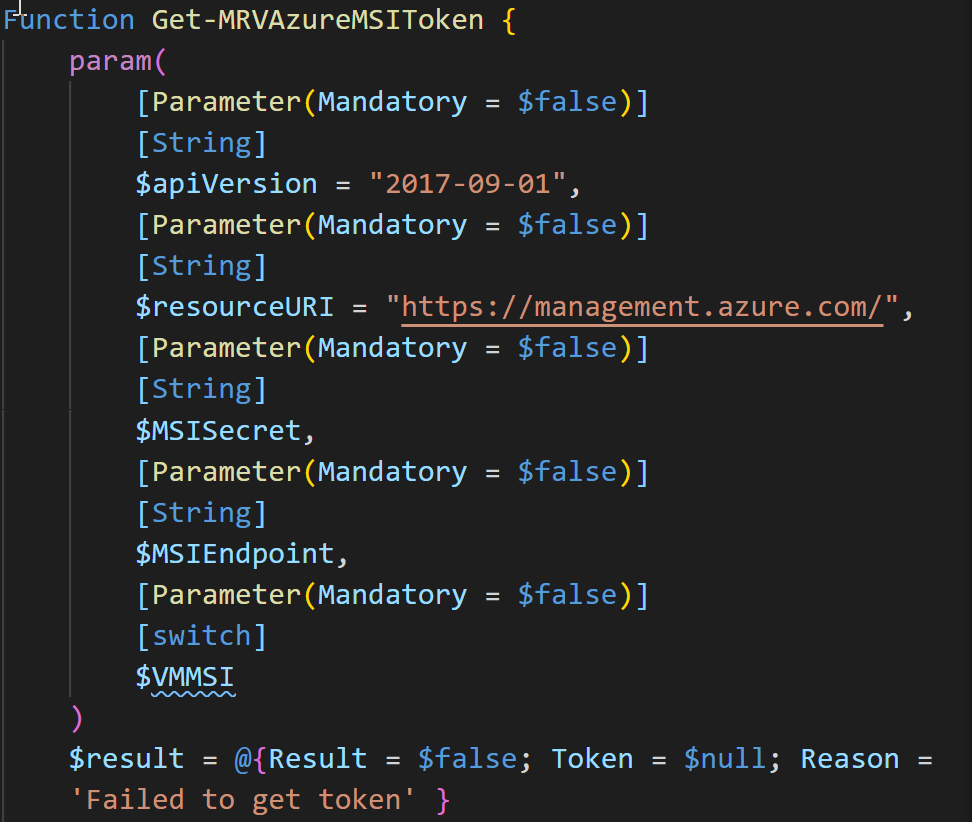 Function Get-MRVAzureMSIToken {
    param(
        [Parameter(Mandatory = $false)]
        [String]
        $apiVersion = "2017-09-01",
        [Parameter(Mandatory = $false)]
        [String]
        $resourceURI = "https://management.azure.com/",
        [Parameter(Mandatory = $false)]
        [String]
        $MSISecret,
        [Parameter(Mandatory = $false)]
        [String]
        $MSIEndpoint,
        [Parameter(Mandatory = $false)]
        [switch]
        $VMMSI
    )
    $result = @{Result = $false; Token = $null; Reason =
    'Failed to get token' }